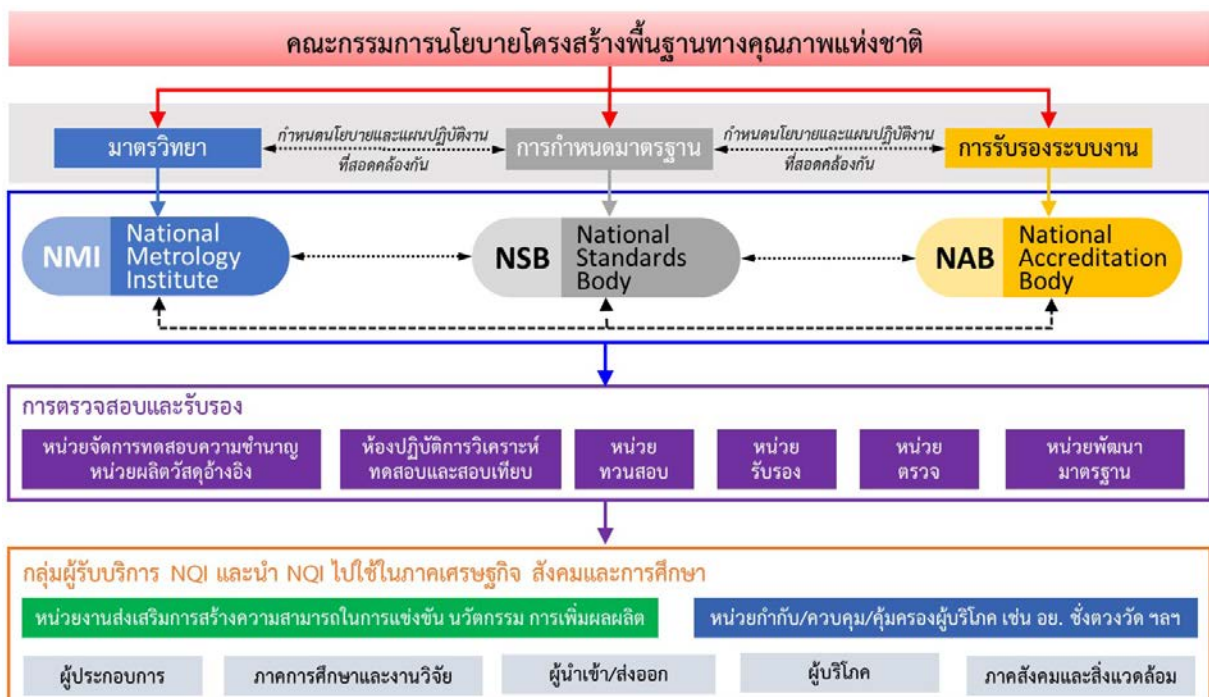 คณะกรรมการนโยบายโครงสร้างพื้นฐานทางคุณภาพแห่งชาติ
มาตรวิทยา
กำหนดนโยบายและแผนปฏิบัติงาน
ที่สอดคล้องกัน
การกำหนดมาตรฐาน
กำหนดนโยบายและแผนปฏิบัติงาน
ที่สอดคล้องกัน
การรับรองระบบงาน
NMI
National
Metrology
Institute
NSB
National
Standards
Body
NAB
National
Accreditation
Body
การตรวจสอบและรับรอง
หน่วยจัดการทดสอบความชำนาญ
หน่วยผลิตวัสดุอ้างอิง
ห้องปฏิบัติการวิเคราะห์
ทดสอบและสอบเทียบ
หน่วย
ทวนสอบ
หน่วย
รับรอง
หน่วย
ตรวจ
หน่วยพัฒนา
มาตรฐาน
กลุ่มผู้รับบริการ NQI และนำ NQI ไปใช้ในภาคเศรษฐกิจ สังคมและการศึกษา
หน่วยงานส่งเสริมการสร้างความสามารถในการแข่งขัน นวัตกรรม การเพิ่มผลผลิต
หน่วยกำกับ/ควบคุม/คุ้มครองผู้บริโภค เช่น อย. ชั่งตวงวัด ฯลฯ
ผู้ประกอบการ
ภาคการศึกษาและงานวิจัย
ผู้นำเข้า/ส่งออก
ผู้บริโภค
ภาคสังคมและสิ่งแวดล้อม